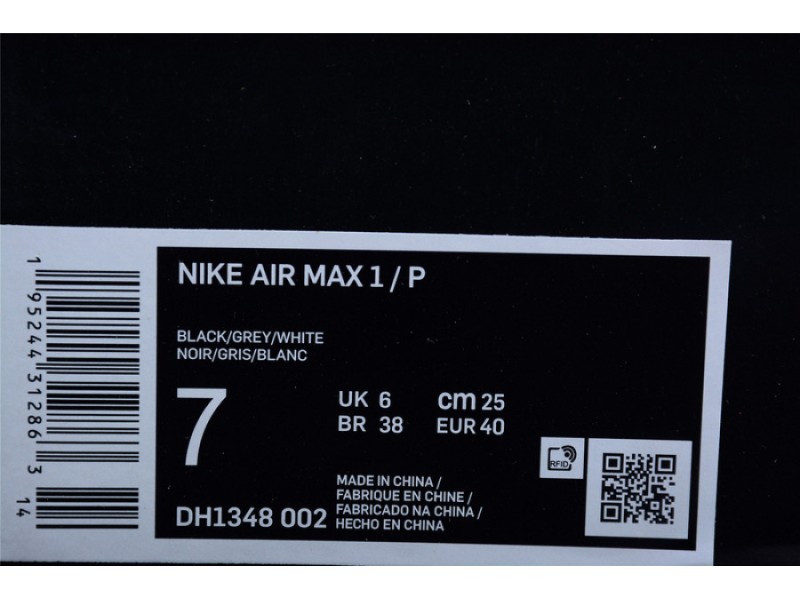 NIKE AIR MAX 1 / P
BLACK/GREY/WHITE
NOIR/GRIS/BLANC
7
UK 6
cm 25
BR 38
EUR 40
MADE IN CHINA /
FABRIQUE EN CHINE /
FABRICADO NA CHINA /
HECHO EN CHINA
DH1348 002
RFID
1 95244 31286 3
14